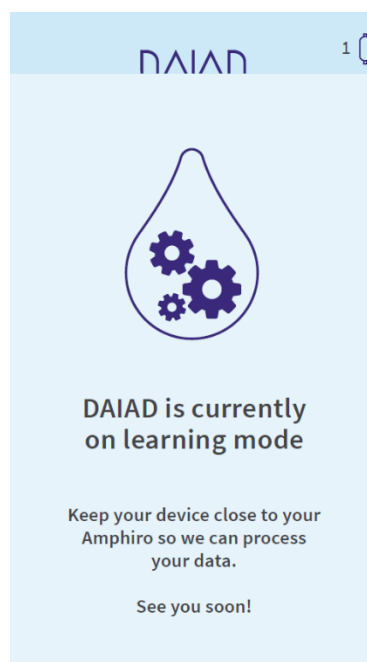 DAIAD
1
DAIAD is currently
on learning mode
Keep your device close to your
Amphiro so we can process
your data.
See you soon!